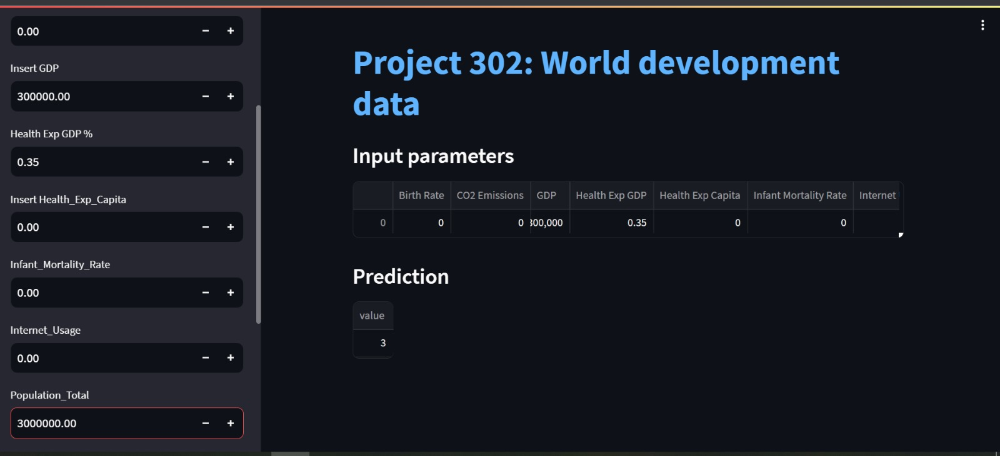 0.00
Insert GDP
300000.00
Health Exp GDP %
0.35
Insert Health_Exp_Capita
0.00
Infant_Mortality_Rate
0.00
Internet_Usage
0.00
Population_Total
3000000.00
Project 302: World development
data
Input parameters
Birth Rate CO2 Emissions GDP Health Exp GDP Health Exp Capita Infant Mortality Rate Internet
0 0 0 300,000 0.35 0 0
Prediction
value
3